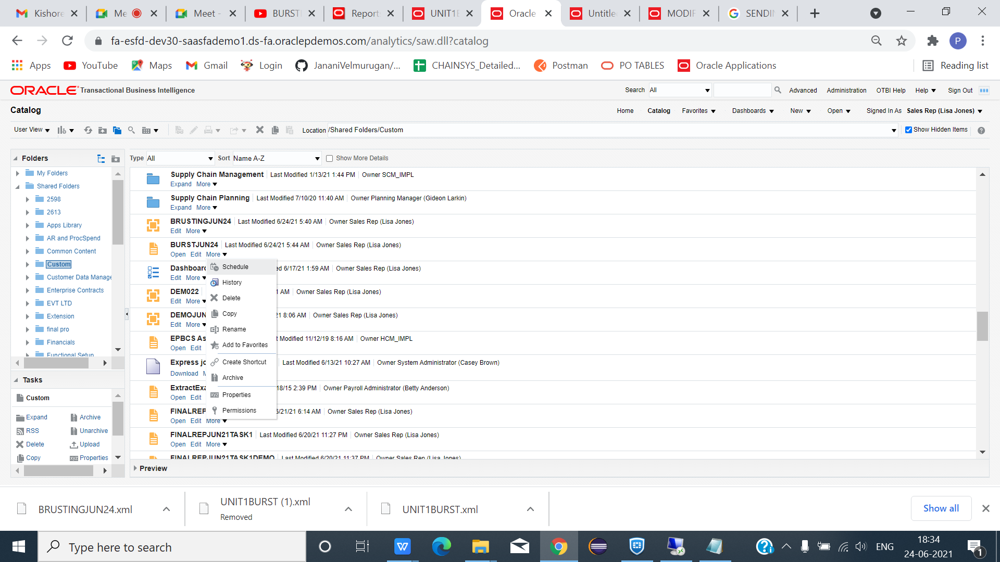 Kishore
Me
Meet -
BURSTI
Report
UNIT1B
Oracle
Untitle
MODIF
SENDIN
fa-esfd-dev30-saasfademo1.ds-fa.oraclepdemos.com/analytics/saw.dll?catalog
P
Apps YouTube Maps Gmail Login JananiVelmurugan/... CHAINSYS_Detailed... Postman PO TABLES Oracle Applications Reading list
ORACLE Transactional Business Intelligence
Search All Advanced Administration OTBI Help Help Sign Out
Catalog
Home Catalog Favorites Dashboards New Open Signed In As Sales Rep (Lisa Jones)
User View Location /Shared Folders/Custom Show Hidden Items
Folders
My Folders
Shared Folders
2598
2613
Apps Library
AR and ProcSpend
Common Content
Custom
Customer Data Manage
Enterprise Contracts
EVT LTD
Extension
final pro
Financials
Functional Setup
Tasks
Custom
Expand Archive
RSS Unarchive
Delete Upload
Copy Properties
Type All Sort Name A-Z Show More Details
Supply Chain Management Last Modified 1/13/21 1:44 PM Owner SCM_IMPL
Expand More
Supply Chain Planning Last Modified 7/10/20 11:40 AM Owner Planning Manager (Gideon Larkin)
Expand More
BRUSTINGJUN24 Last Modified 6/24/21 5:40 AM Owner Sales Rep (Lisa Jones)
Edit More
BURSTJUN24 Last Modified 6/24/21 5:44 AM Owner Sales Rep (Lisa Jones)
Open Edit More
Dashboar ed 6/17/21 1:59 AM Owner Sales Rep (Lisa Jones)
Edit More
DEM022 1 AM Owner Sales Rep (Lisa Jones)
Edit More
DEMOJUN 21 8:06 AM Owner Sales Rep (Lisa Jones)
Edit More
EPBCS As t Modified 11/12/19 8:16 AM Owner HCM_IMPL
Open Edit
Express jo Last Modified 6/13/21 10:27 AM Owner System Administrator (Casey Brown)
Download M
ExtractExa 18/15 2:39 PM Owner Payroll Administrator (Betty Anderson)
Open Edit
FINALREP 6/21/21 6:14 AM Owner Sales Rep (Lisa Jones)
Open Edit More
FINALREPJUN21TASK1 Last Modified 6/20/21 11:27 PM Owner Sales Rep (Lisa Jones)
Open Edit More
FINALREPJUN21TASK1DEMO Last Modified 6/20/21 11:37 PM Owner Sales Rep (Lisa Jones)
Schedule
History
Delete
Copy
Rename
Add to Favorites
Create Shortcut
Archive
xyz Properties
Permissions
Preview
BRUSTINGJUN24.xml
UNIT1BURST (1).xml
Removed
UNIT1BURST.xml
Show all
Type here to search
ENG
18:34
24-06-2021
1